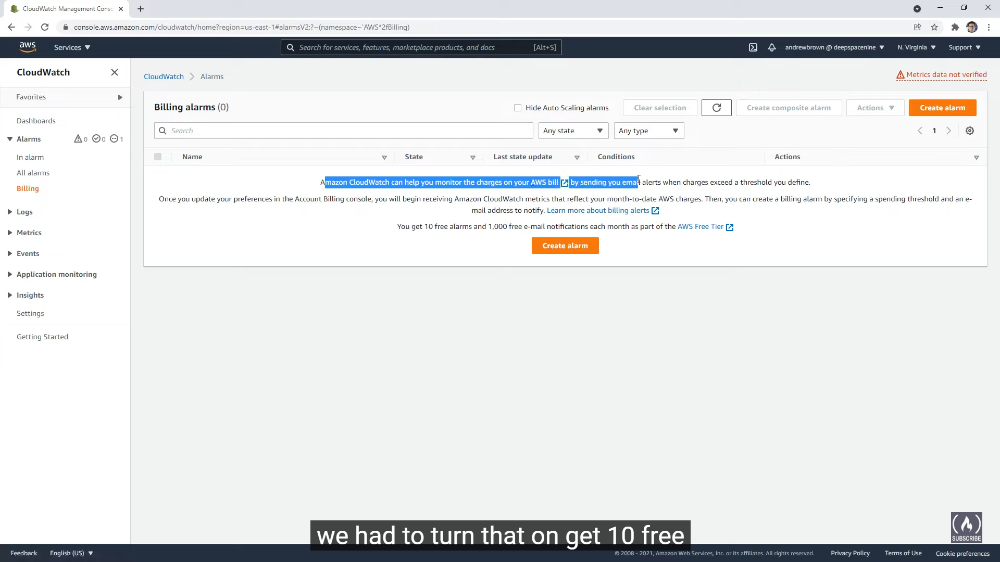 CloudWatch Management Conso
console.aws.amazon.com/cloudwatch/home?region=us-east-1#alarmsV2:?~(namespace~'AWS*2fBilling)
aws
Services
Search for services, features, marketplace products, and docs [Alt+S]
andrewbrown @ deepspacenine
N. Virginia
Support
CloudWatch
Favorites
Dashboards
Alarms 0 0 1
In alarm
All alarms
Billing
Logs
Metrics
Events
Application monitoring
Insights
Settings
Getting Started
CloudWatch > Alarms
Metrics data not verified
Billing alarms (0)
Hide Auto Scaling alarms
Clear selection
Create composite alarm
Actions
Create alarm
Search
Any state
Any type
1
Name State Last state update Conditions Actions
Amazon CloudWatch can help you monitor the charges on your AWS bill by sending you email alerts when charges exceed a threshold you define.
Once you update your preferences in the Account Billing console, you will begin receiving Amazon CloudWatch metrics that reflect your month-to-date AWS charges. Then, you can create a billing alarm by specifying a spending threshold and an e-
mail address to notify. Learn more about billing alerts
You get 10 free alarms and 1,000 free e-mail notifications each month as part of the AWS Free Tier
Create alarm
we had to turn that on get 10 free
SUBSCRIBE
Feedback
English (US)
© 2008 - 2021, Amazon Web Services, Inc. or its affiliates. All rights reserved.
Privacy Policy
Terms of Use
Cookie preferences